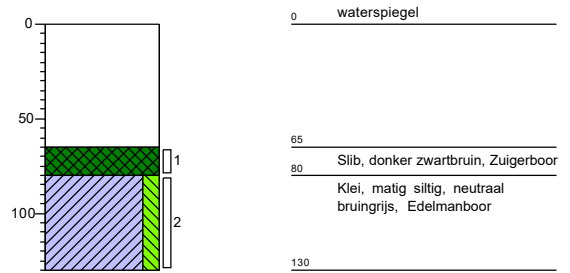 0
50
100
1
2
0
waterspiegel
65
Slib, donker zwartbruin, Zuigerboor
80
Klei, matig siltig, neutraal
bruingrijs, Edelmanboor
130